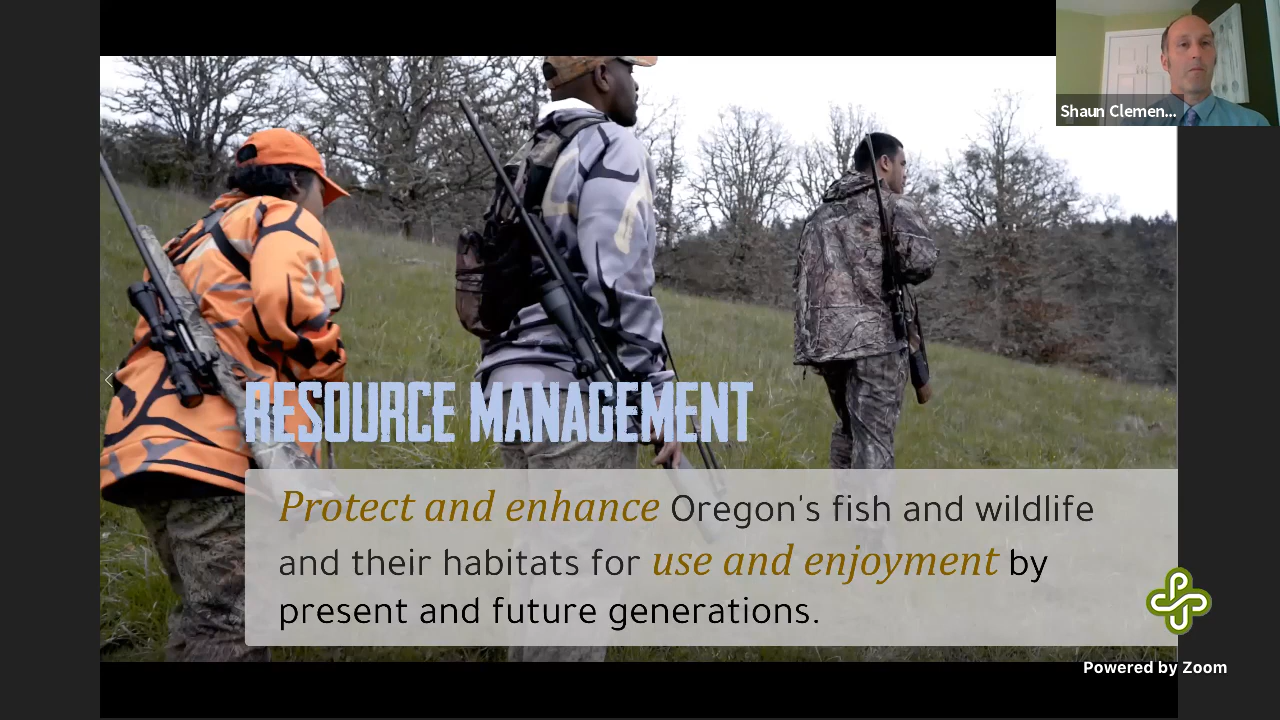 Shaun Clemen...
RESOURCE MANAGEMENT
Protect and enhance Oregon's fish and wildlife
and their habitats for use and enjoyment by
present and future generations.
Powered by Zoom